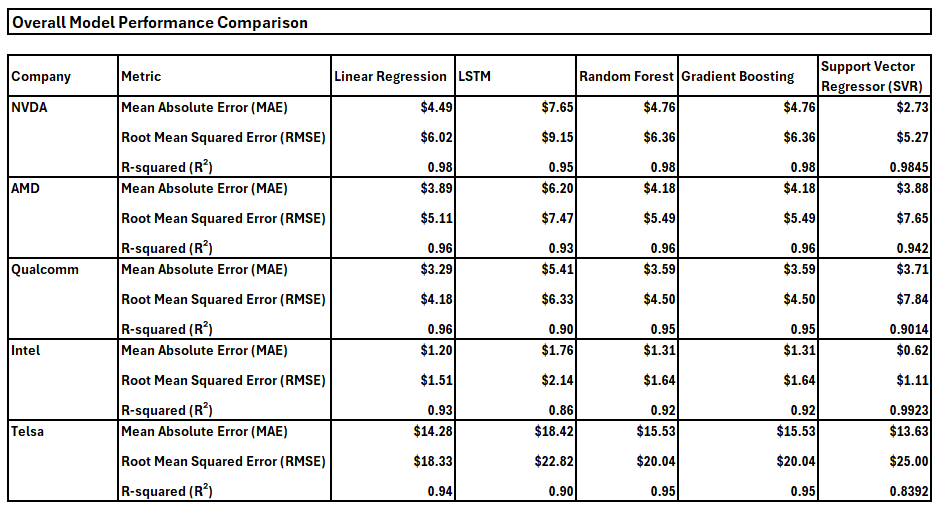 Overall Model Performance Comparison
Company Metric Linear Regression LSTM Random Forest Gradient Boosting Support Vector Regressor (SVR)
NVDA Mean Absolute Error (MAE) $4.49 $7.65 $4.76 $4.76 $2.73
Root Mean Squared Error (RMSE) $6.02 $9.15 $6.36 $6.36 $5.27
R-squared (R²) 0.98 0.95 0.98 0.98 0.9845
AMD Mean Absolute Error (MAE) $3.89 $6.20 $4.18 $4.18 $3.88
Root Mean Squared Error (RMSE) $5.11 $7.47 $5.49 $5.49 $7.65
R-squared (R²) 0.96 0.93 0.96 0.96 0.942
Qualcomm Mean Absolute Error (MAE) $3.29 $5.41 $3.59 $3.59 $3.71
Root Mean Squared Error (RMSE) $4.18 $6.33 $4.50 $4.50 $7.84
R-squared (R²) 0.96 0.90 0.95 0.95 0.9014
Intel Mean Absolute Error (MAE) $1.20 $1.76 $1.31 $1.31 $0.62
Root Mean Squared Error (RMSE) $1.51 $2.14 $1.64 $1.64 $1.11
R-squared (R²) 0.93 0.86 0.92 0.92 0.9923
Telsa Mean Absolute Error (MAE) $14.28 $18.42 $15.53 $15.53 $13.63
Root Mean Squared Error (RMSE) $18.33 $22.82 $20.04 $20.04 $25.00
R-squared (R²) 0.94 0.90 0.95 0.95 0.8392